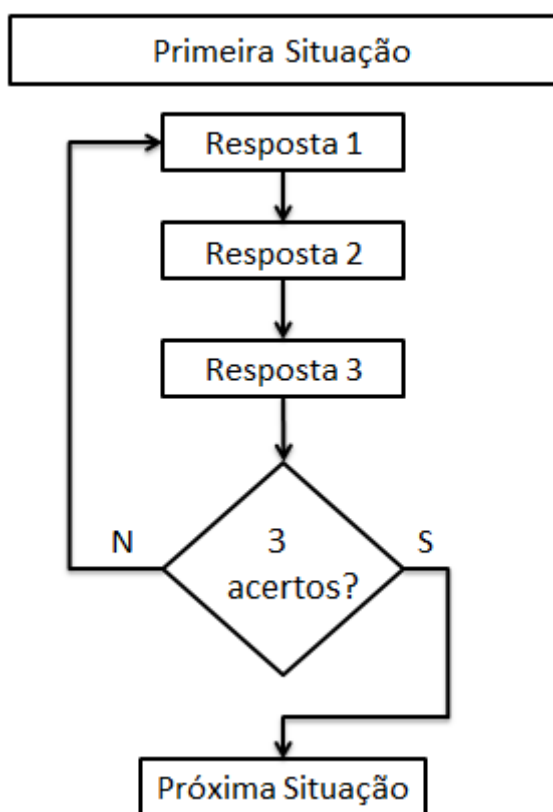 Primeira Situação
Resposta 1
Resposta 2
Resposta 3
N
3
S
acertos?
Próxima Situação